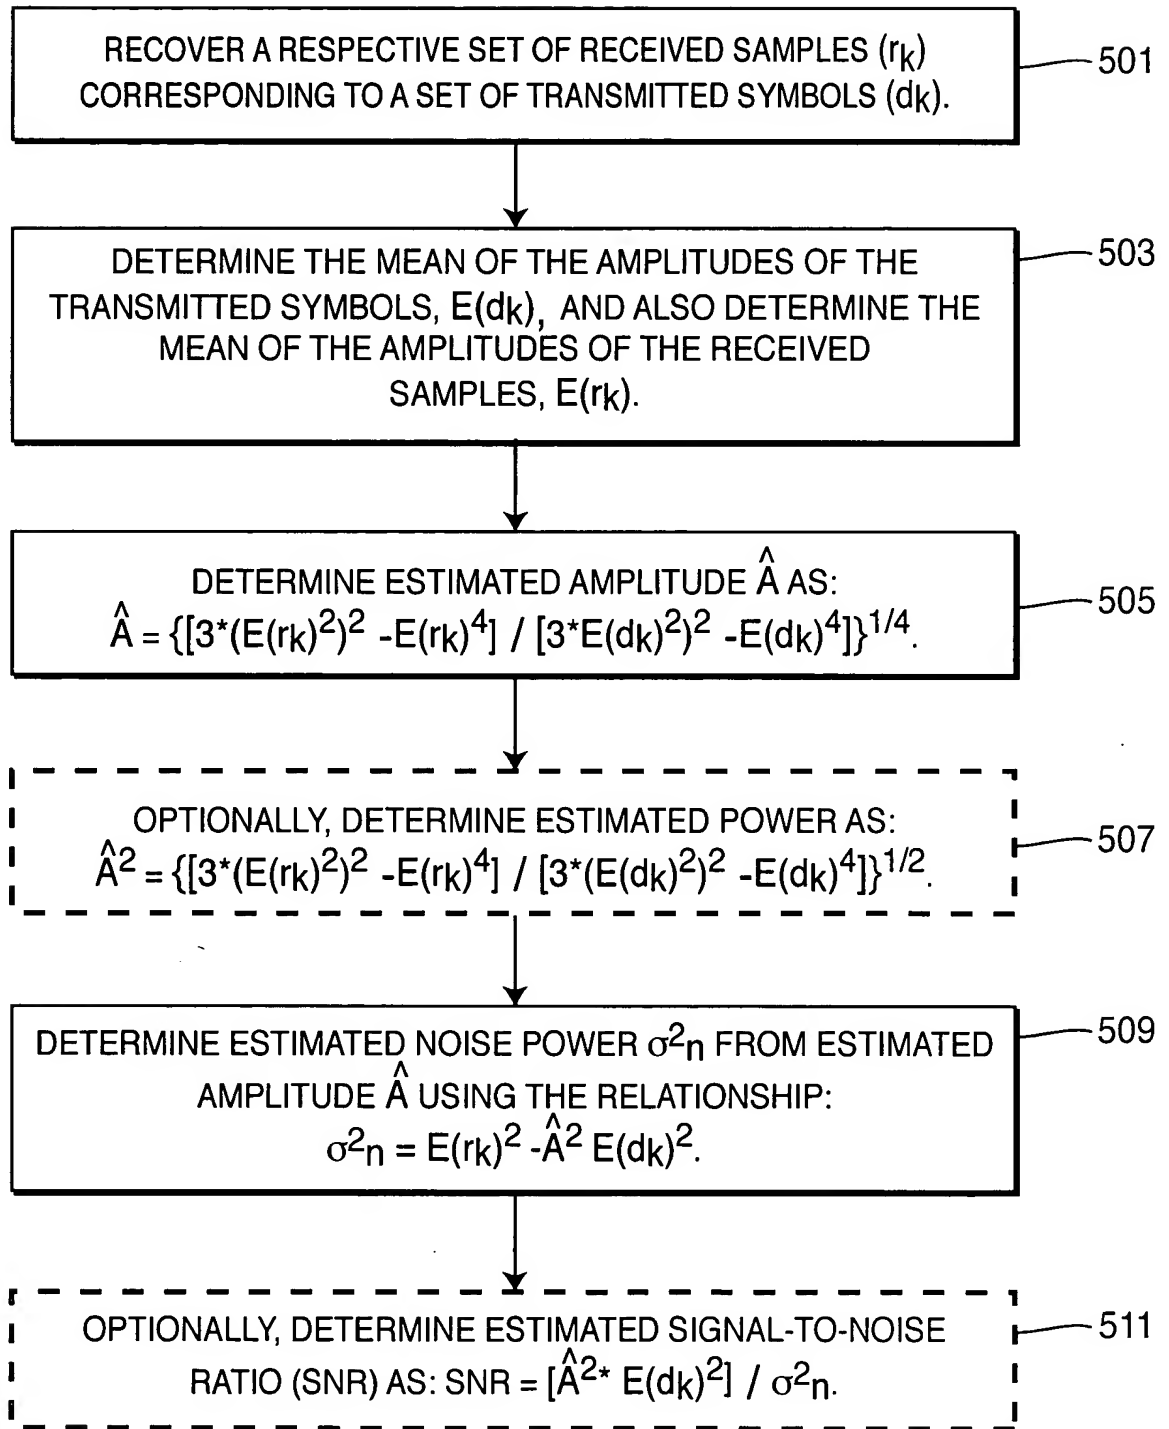 RECOVER A RESPECTIVE SET OF RECEIVED SAMPLES (rk)
CORRESPONDING TO A SET OF TRANSMITTED SYMBOLS (dk).
501
DETERMINE THE MEAN OF THE AMPLITUDES OF THE
TRANSMITTED SYMBOLS, E(dk), AND ALSO DETERMINE THE
MEAN OF THE AMPLITUDES OF THE RECEIVED
SAMPLES, E(rk).
503
DETERMINE ESTIMATED AMPLITUDE Â AS:
Â = {[3*(E(rk)²)² -E(rk)⁴] / [3*E(dk)²)² -E(dk)⁴]}¹/⁴.
505
OPTIONALLY, DETERMINE ESTIMATED POWER AS:
Â² = {[3*(E(rk)²)² -E(rk)⁴] / [3*(E(dk)²)² -E(dk)⁴]}¹/².
507
DETERMINE ESTIMATED NOISE POWER σ²n FROM ESTIMATED
AMPLITUDE Â USING THE RELATIONSHIP:
σ²n = E(rk)² -Â² E(dk)².
509
OPTIONALLY, DETERMINE ESTIMATED SIGNAL-TO-NOISE
RATIO (SNR) AS: SNR = [Â²* E(dk)²] / σ²n.
511